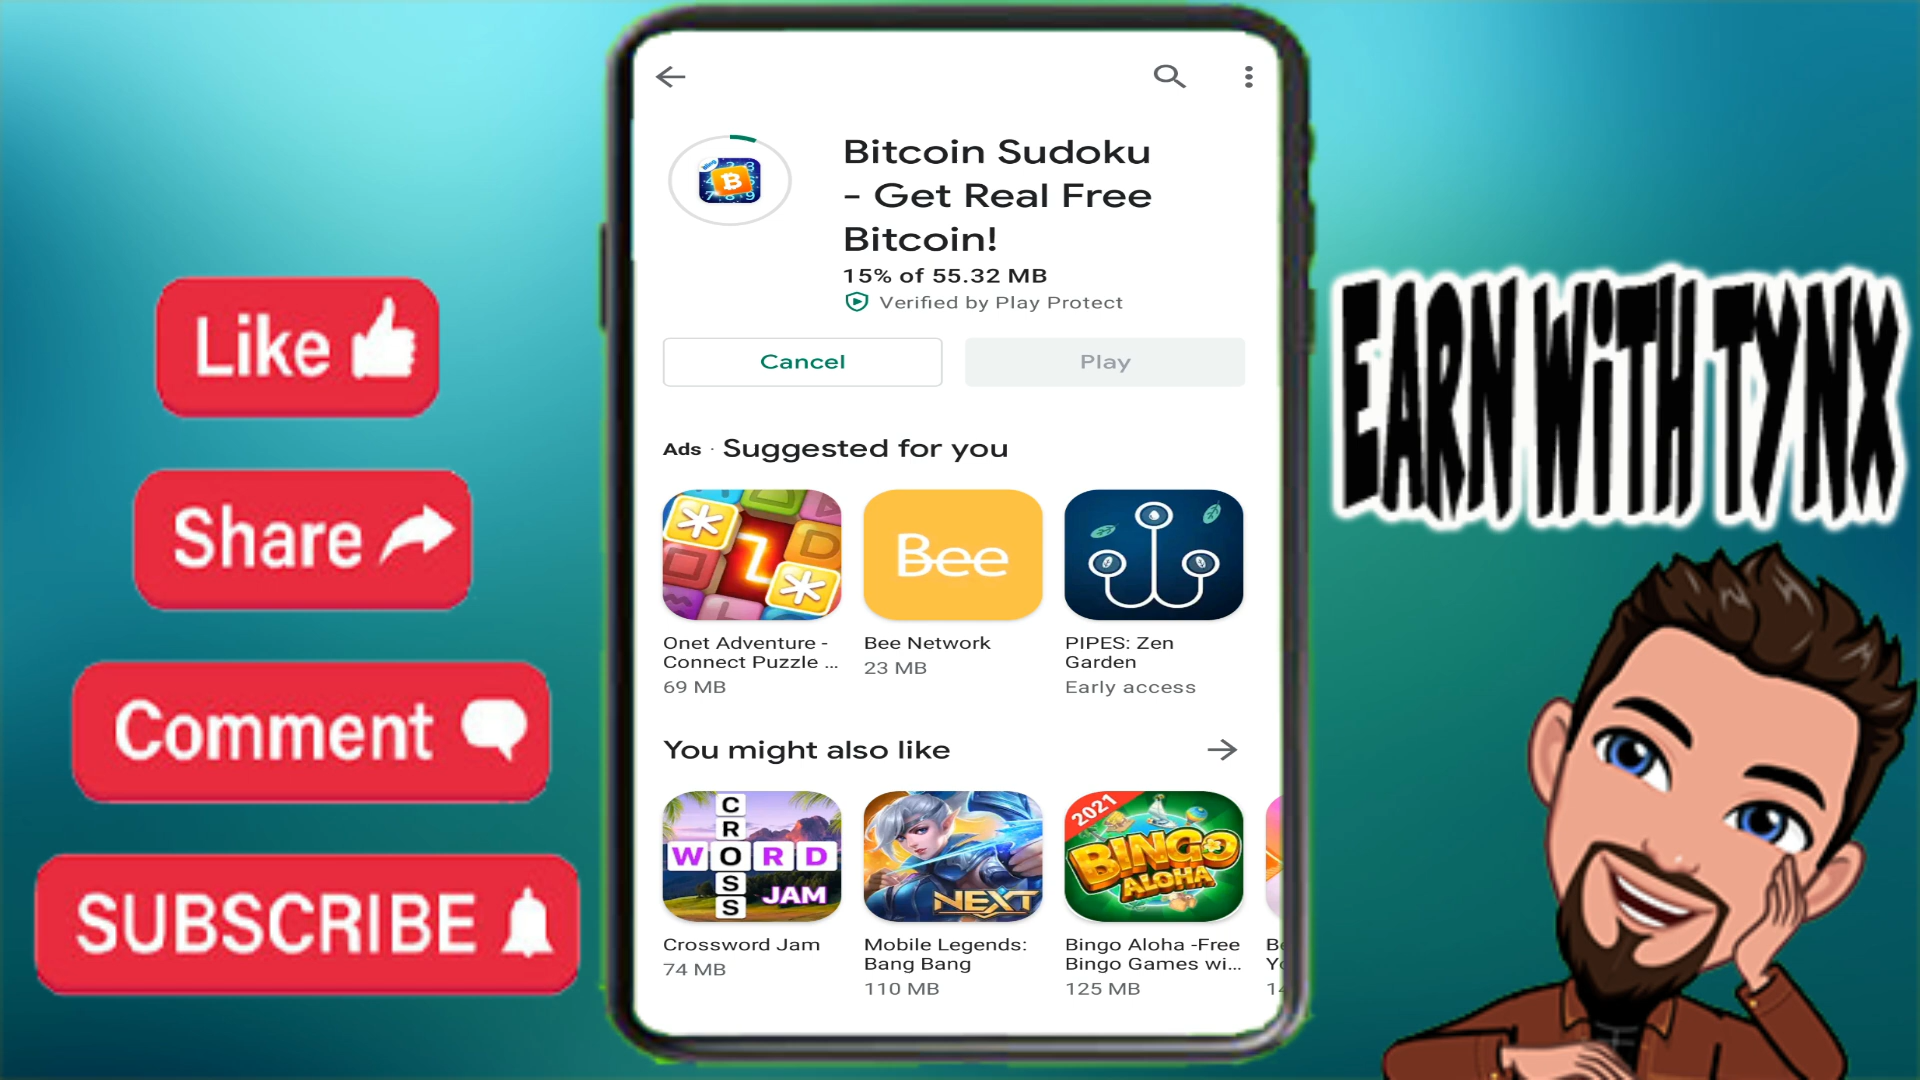 Like
Share
Comment
SUBSCRIBE
Bitcoin Sudoku
- Get Real Free
Bitcoin!
15% of 55.32 MB
Verified by Play Protect
Cancel
Play
Ads · Suggested for you
Bee
Onet Adventure -
Connect Puzzle ...
69 MB
Bee Network
23 MB
PIPES: Zen
Garden
Early access
You might also like
CROSS
WORD
JAM
NEXT
2021
BINGO
ALOHA
Crossword Jam
74 MB
Mobile Legends:
Bang Bang
110 MB
Bingo Aloha -Free
Bingo Games wi...
125 MB
EARN WiTH TYNX